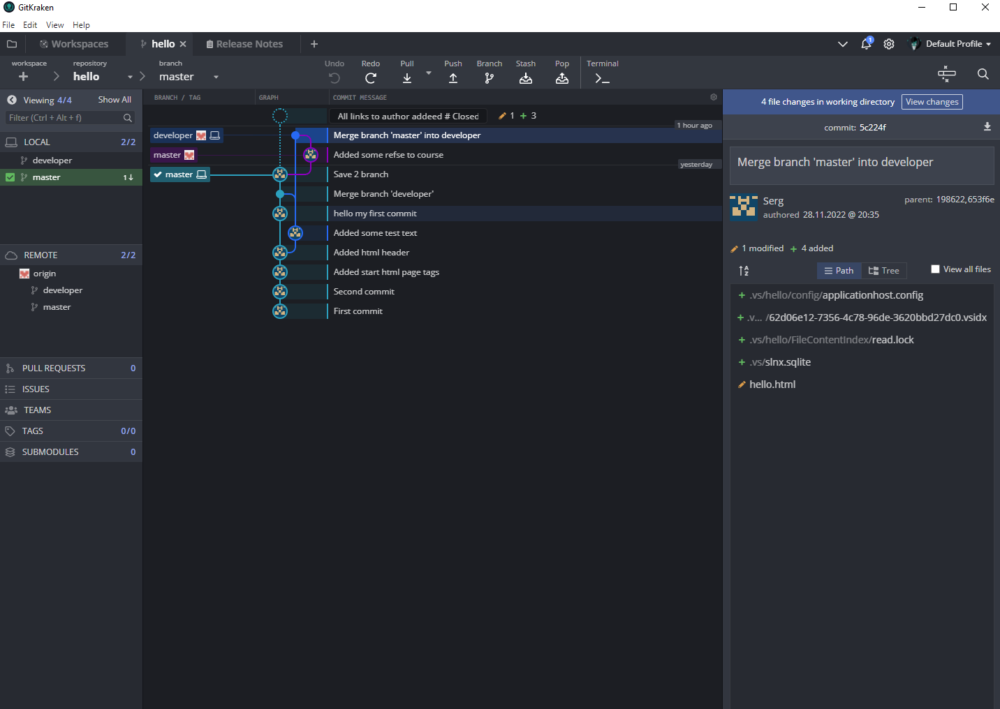 GitKraken
File Edit View Help
Workspaces hello Release Notes
1 Default Profile
workspace repository hello branch master
Undo Redo Pull Push Branch Stash Pop Terminal
Viewing 4/4 Show All
Filter (Ctrl + Alt + f)
LOCAL 2/2
developer
master 1↓
REMOTE 2/2
origin
developer
master
PULL REQUESTS 0
ISSUES
TEAMS
TAGS 0/0
SUBMODULES 0
BRANCH / TAG GRAPH COMMIT MESSAGE
All links to author addeed # Closed 1 + 3
1 hour ago
developer Merge branch 'master' into developer
master Added some refse to course
yesterday
master Save 2 branch
Merge branch 'developer'
hello my first commit
Added some test text
Added html header
Added start html page tags
Second commit
First commit
4 file changes in working directory View changes
commit: 5c224f
Merge branch 'master' into developer
Serg
parent: 198622,653f6e
authored 28.11.2022 @ 20:35
1 modified + 4 added
A Z Path Tree View all files
+ .vs/hello/config/applicationhost.config
+ .v... /62d06e12-7356-4c78-96de-3620bbd27dc0.vsidx
+ .vs/hello/FileContentIndex/read.lock
+ .vs/slnx.sqlite
hello.html